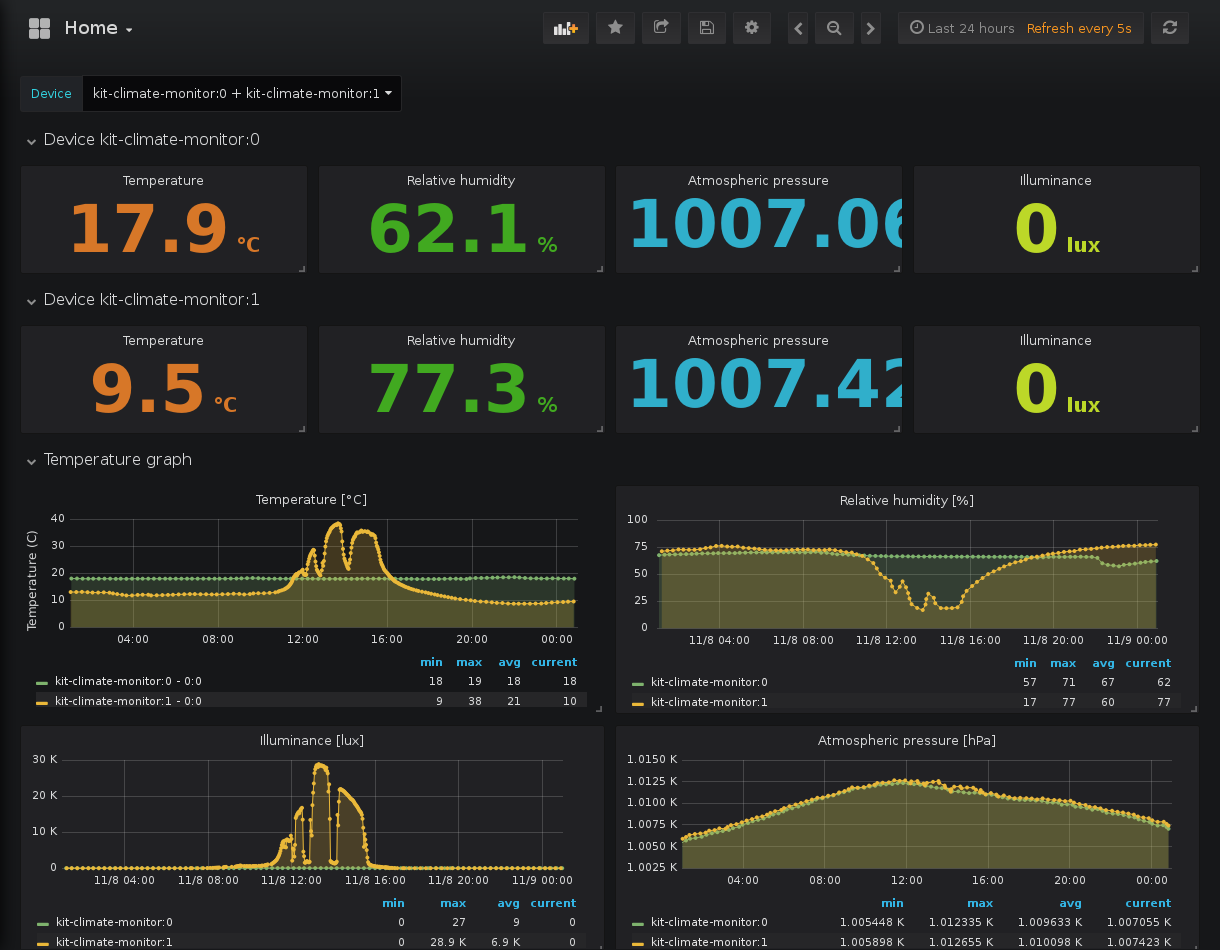 Home
Last 24 hours Refresh every 5s
Device kit-climate-monitor:0 + kit-climate-monitor:1
Device kit-climate-monitor:0
Temperature Relative humidity Atmospheric pressure Illuminance
17.9 °C 62.1 % 1007.06 0 lux
Device kit-climate-monitor:1
Temperature Relative humidity Atmospheric pressure Illuminance
9.5 °C 77.3 % 1007.42 0 lux
Temperature graph
Temperature [°C]
Temperature (C)
40
30
20
10
0
04:00 08:00 12:00 16:00 20:00 00:00
min max avg current
kit-climate-monitor:0 - 0:0 18 19 18 18
kit-climate-monitor:1 - 0:0 9 38 21 10
Relative humidity [%]
100
75
50
25
0
11/8 04:00 11/8 08:00 11/8 12:00 11/8 16:00 11/8 20:00 11/9 00:00
min max avg current
kit-climate-monitor:0 57 71 67 62
kit-climate-monitor:1 17 77 60 77
Illuminance [lux]
30 K
20 K
10 K
0
11/8 04:00 11/8 08:00 11/8 12:00 11/8 16:00 11/8 20:00 11/9 00:00
min max avg current
kit-climate-monitor:0 0 27 9 0
kit-climate-monitor:1 0 28.9 K 6.9 K 0
Atmospheric pressure [hPa]
1.0150 K
1.0125 K
1.0100 K
1.0075 K
1.0050 K
1.0025 K
04:00 08:00 12:00 16:00 20:00 00:00
min max avg current
kit-climate-monitor:0 1.005448 K 1.012335 K 1.009633 K 1.007055 K
kit-climate-monitor:1 1.005898 K 1.012655 K 1.010098 K 1.007423 K